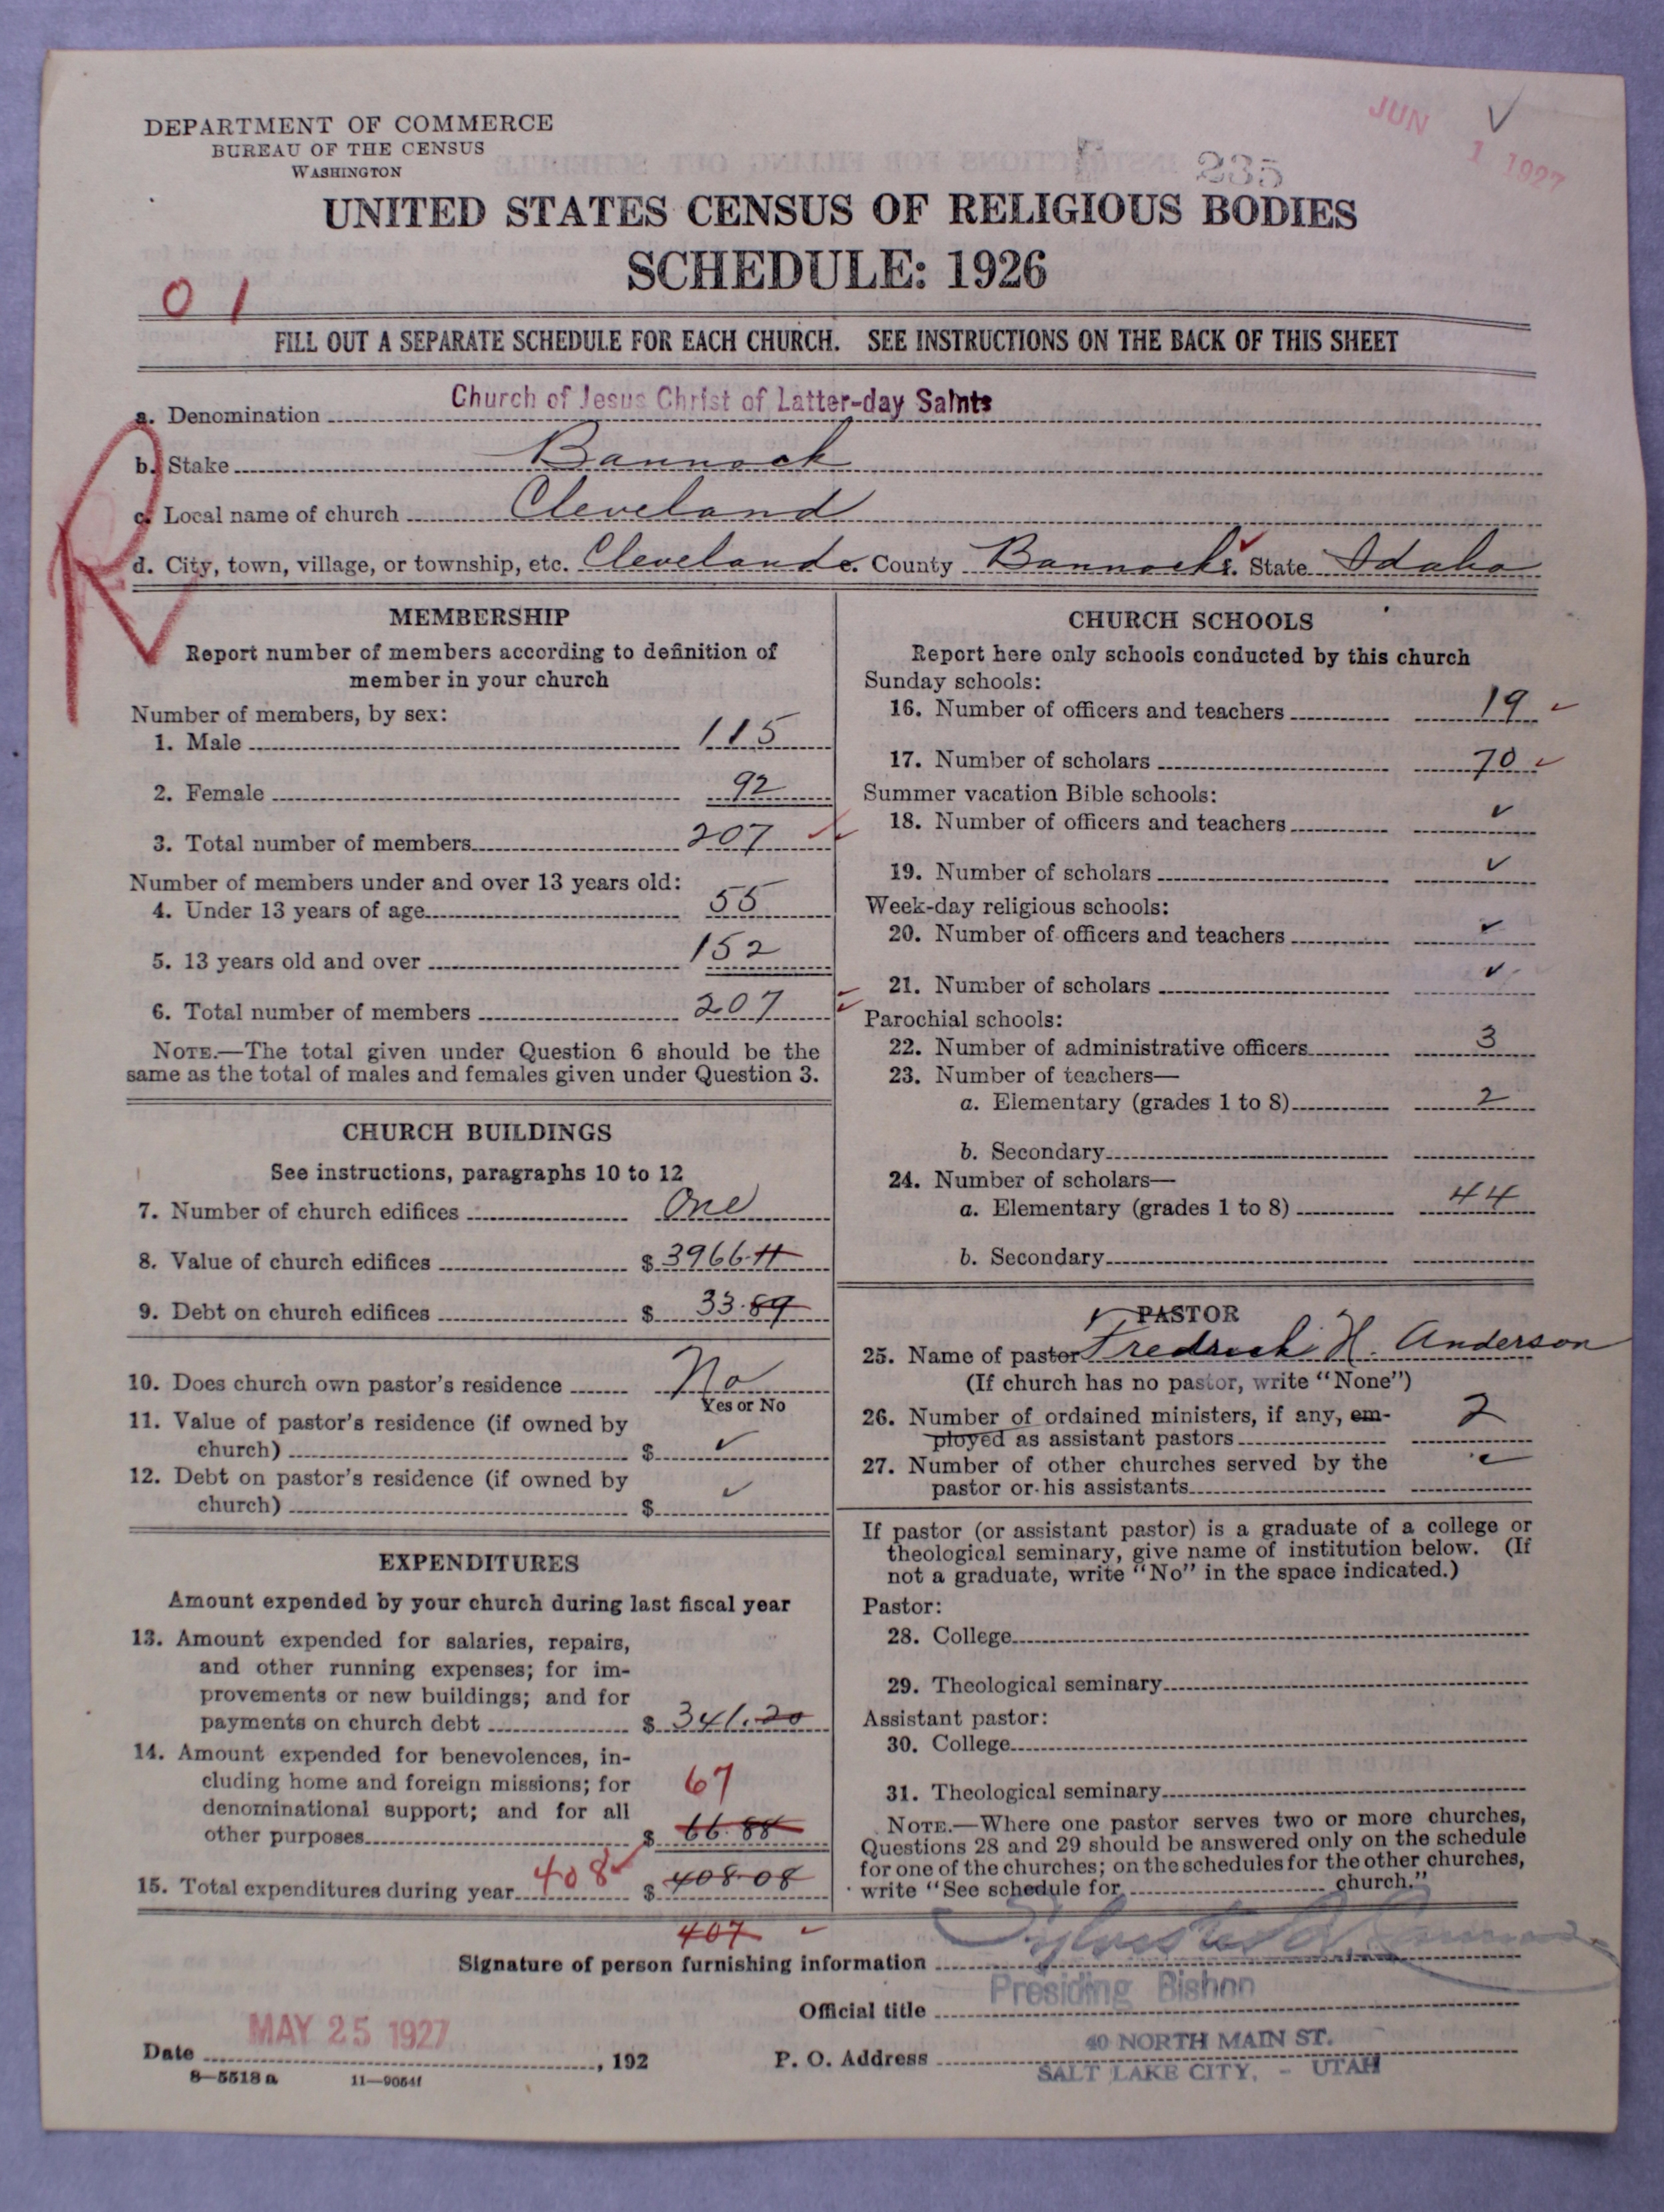 DEPARTMENT OF COMMERCE
BUREAU OF THE CENSUS
WASHINGTON
JUN 1 1927
235
UNITED STATES CENSUS OF RELIGIOUS BODIES
SCHEDULE: 1926
01
FILL OUT A SEPARATE SCHEDULE FOR EACH CHURCH. SEE INSTRUCTIONS ON THE BACK OF THIS SHEET
a. Denomination Church of Jesus Christ of Latter-day Saints
b. Stake Bannock
c. Local name of church Cleveland
d. City, town, village, or township, etc. Cleveland e. County Bannock f. State Idaho
R
MEMBERSHIP
Report number of members according to definition of
member in your church
Number of members, by sex:
1. Male 115
2. Female 92
3. Total number of members 207
Number of members under and over 13 years old:
4. Under 13 years of age 55
5. 13 years old and over 152
6. Total number of members 207
NOTE.—The total given under Question 6 should be the
same as the total of males and females given under Question 3.
CHURCH BUILDINGS
See instructions, paragraphs 10 to 12
7. Number of church edifices One
8. Value of church edifices $ 3966.11
9. Debt on church edifices $ 33.89
10. Does church own pastor's residence No
Yes or No
11. Value of pastor's residence (if owned by
church) $ ✓
12. Debt on pastor's residence (if owned by
church) $ ✓
EXPENDITURES
Amount expended by your church during last fiscal year
13. Amount expended for salaries, repairs,
and other running expenses; for im-
provements or new buildings; and for
payments on church debt $ 341.20
14. Amount expended for benevolences, in-
cluding home and foreign missions; for 67
denominational support; and for all
other purposes $ 66.88
15. Total expenditures during year 408 $ 408.08
407
CHURCH SCHOOLS
Report here only schools conducted by this church
Sunday schools:
16. Number of officers and teachers 19
17. Number of scholars 70
Summer vacation Bible schools:
18. Number of officers and teachers ✓
19. Number of scholars ✓
Week-day religious schools:
20. Number of officers and teachers ✓
21. Number of scholars ✓
Parochial schools:
22. Number of administrative officers 3
23. Number of teachers—
a. Elementary (grades 1 to 8) 2
b. Secondary
24. Number of scholars—
a. Elementary (grades 1 to 8) 44
b. Secondary
PASTOR
25. Name of pastor Fredrick H. Anderson
(If church has no pastor, write "None")
26. Number of ordained ministers, if any, em-
ployed as assistant pastors 2
27. Number of other churches served by the
pastor or his assistants
If pastor (or assistant pastor) is a graduate of a college or
theological seminary, give name of institution below. (If
not a graduate, write "No" in the space indicated.)
Pastor:
28. College
29. Theological seminary
Assistant pastor:
30. College
31. Theological seminary
NOTE.—Where one pastor serves two or more churches,
Questions 28 and 29 should be answered only on the schedule
for one of the churches; on the schedules for the other churches,
write "See schedule for church."
Signature of person furnishing information
Official title Presiding Bishop
Date MAY 25 1927, 192
P. O. Address 40 NORTH MAIN ST.
SALT LAKE CITY, - UTAH
8-5518 a 11-9054f